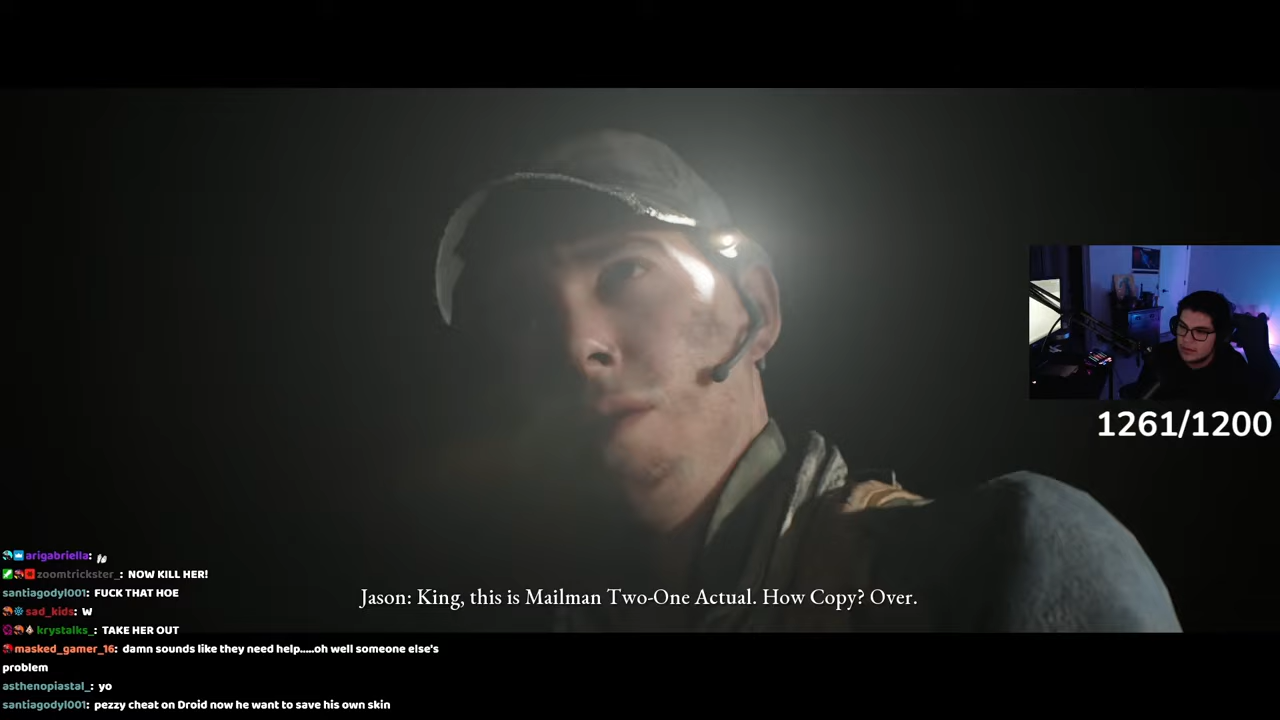 1261/1200
arigabriella:
zoomtrickster_: NOW KILL HER!
santiagodyl001: FUCK THAT HOE
sad_kids: W
Jason: King, this is Mailman Two-One Actual. How Copy? Over.
krystalks_: TAKE HER OUT
masked_gamer_16: damn sounds like they need help.....oh well someone else's
problem
asthenopiastal_: yo
santiagodyl001: pezzy cheat on Droid now he want to save his own skin